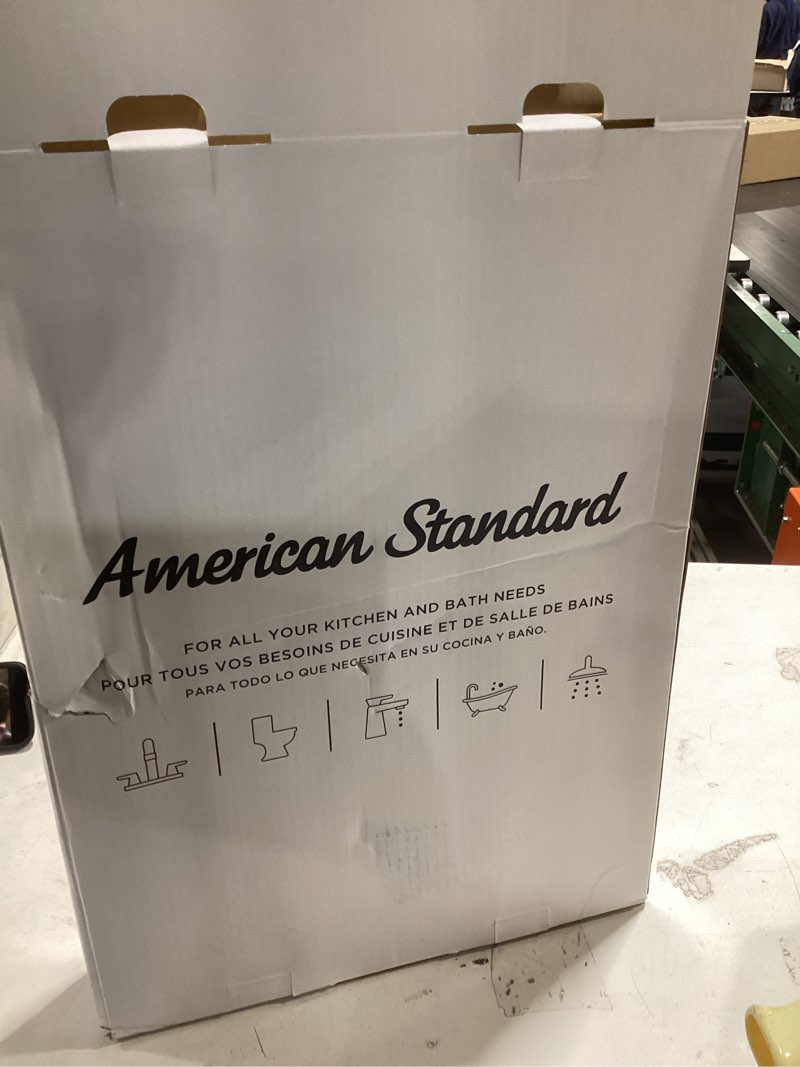 American Standard
FOR ALL YOUR KITCHEN AND BATH NEEDS
POUR TOUS VOS BESOINS DE CUISINE ET DE SALLE DE BAINS
PARA TODO LO QUE NECESITA EN SU COCINA Y BAÑO.